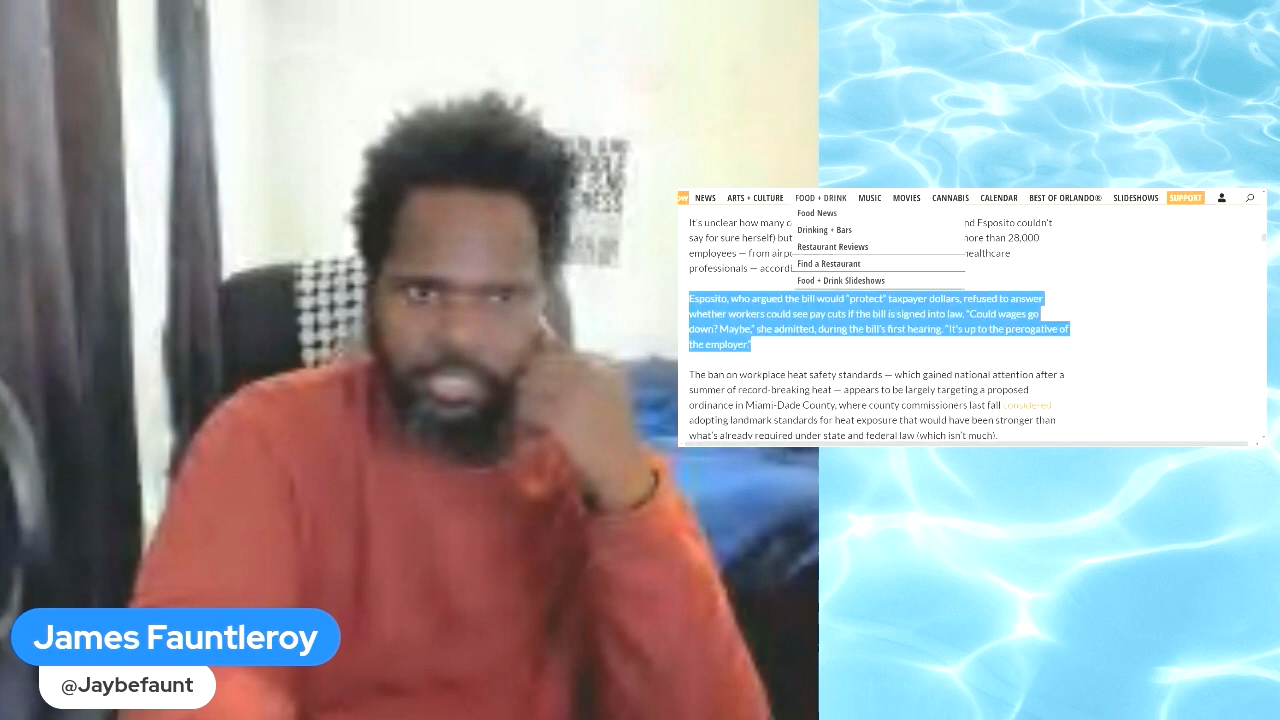 NEWS ARTS + CULTURE FOOD + DRINK MUSIC MOVIES CANNABIS CALENDAR BEST OF ORLANDO® SLIDESHOWS SUPPORT
Food News
Drinking + Bars
Restaurant Reviews
Find a Restaurant
Food + Drink Slideshows
It's unclear how many nd Esposito couldn't
say for sure herself) but more than 28,000
employees — from
professionals —
Esposito, who argued the bill would "protect" taxpayer dollars, refused to answer
whether workers could see pay cuts if the bill is signed into law. "Could wages go
down? Maybe," she admitted, during the bill's first hearing. "It's up to the prerogative of
the employer."
The ban on workplace heat safety standards — which gained national attention after a
summer of record-breaking heat — appears to be largely targeting a proposed
ordinance in Miami-Dade County, where county commissioners last fall considered
adopting landmark standards for heat exposure that would have been stronger than
what's already required under state and federal law (which isn't much).
James Fauntleroy
@Jaybefaunt